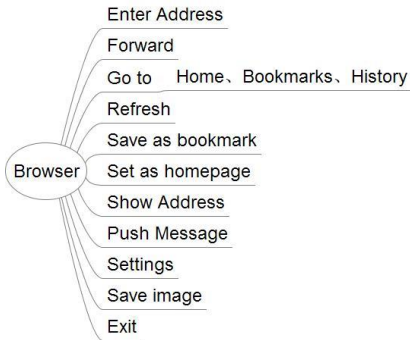 Enter Address
Forward
Go to Home、Bookmarks、History
Refresh
Save as bookmark
Browser Set as homepage
Show Address
Push Message
Settings
Save image
Exit